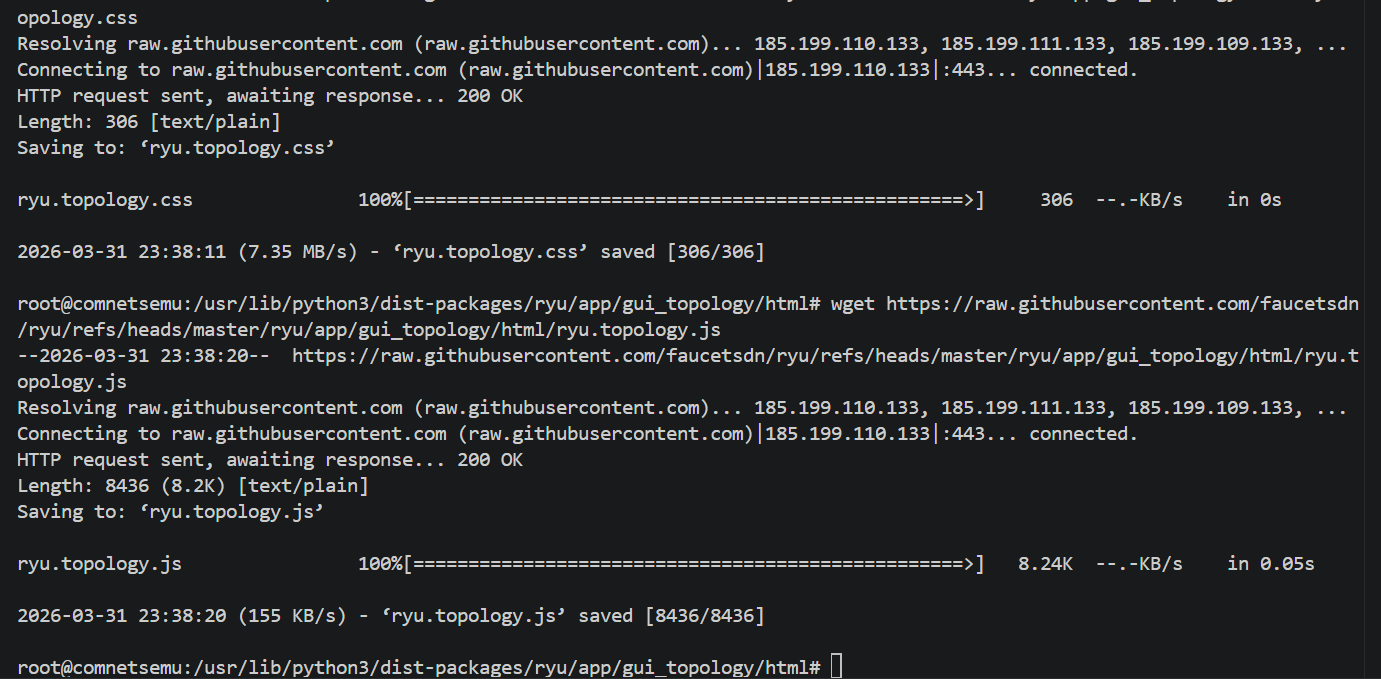 opology.css
Resolving raw.githubusercontent.com (raw.githubusercontent.com)... 185.199.110.133, 185.199.111.133, 185.199.109.133, ...
Connecting to raw.githubusercontent.com (raw.githubusercontent.com)|185.199.110.133|:443... connected.
HTTP request sent, awaiting response... 200 OK
Length: 306 [text/plain]
Saving to: ‘ryu.topology.css’
ryu.topology.css 100%[==================================================>] 306 --.-KB/s in 0s
2026-03-31 23:38:11 (7.35 MB/s) - ‘ryu.topology.css’ saved [306/306]
root@comnetsemu:/usr/lib/python3/dist-packages/ryu/app/gui_topology/html# wget https://raw.githubusercontent.com/faucetsdn
/ryu/refs/heads/master/ryu/app/gui_topology/html/ryu.topology.js
--2026-03-31 23:38:20-- https://raw.githubusercontent.com/faucetsdn/ryu/refs/heads/master/ryu/app/gui_topology/html/ryu.t
opology.js
Resolving raw.githubusercontent.com (raw.githubusercontent.com)... 185.199.110.133, 185.199.111.133, 185.199.109.133, ...
Connecting to raw.githubusercontent.com (raw.githubusercontent.com)|185.199.110.133|:443... connected.
HTTP request sent, awaiting response... 200 OK
Length: 8436 (8.2K) [text/plain]
Saving to: ‘ryu.topology.js’
ryu.topology.js 100%[==================================================>] 8.24K --.-KB/s in 0.05s
2026-03-31 23:38:20 (155 KB/s) - ‘ryu.topology.js’ saved [8436/8436]
root@comnetsemu:/usr/lib/python3/dist-packages/ryu/app/gui_topology/html#